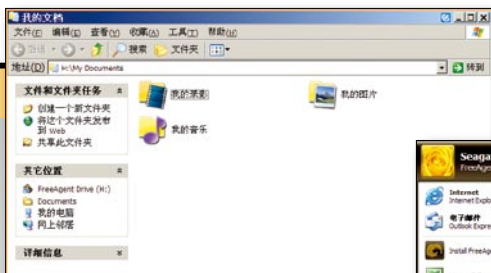 我的文档
文件(F) 编辑(E) 查看(V) 收藏(A) 工具(T) 帮助(H)
后退 搜索 文件夹
地址(D) H:\My Documents 转到
文件和文件夹任务
创建一个新文件夹
将这个文件夹发布到 Web
共享此文件夹
其它位置
FreeAgent Drive (H:)
Documents
我的电脑
网上邻居
详细信息
我的图片
我的音乐
Seaga
FreeAge
Internet
Internet Explo
电子邮件
Outlook Expre
Install FreeAg